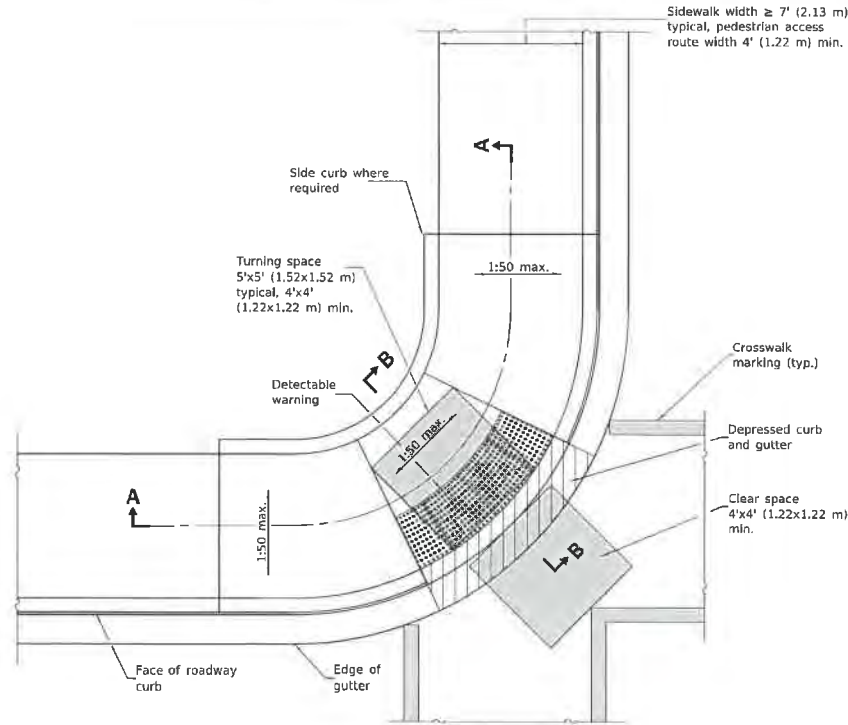 Sidewalk width ≥ 7' (2.13 m)
typical, pedestrian access
route width 4' (1.22 m) min.
A
Side curb where
required
Turning space
5'x5' (1.52x1.52 m)
typical, 4'x4'
(1.22x1.22 m) min.
1:50 max.
B
Detectable
warning
1:50 max.
Crosswalk
marking (typ.)
Depressed curb
and gutter
Clear space
4'x4' (1.22x1.22 m)
min.
A
1:50 max.
B
Face of roadway
curb
Edge of
gutter